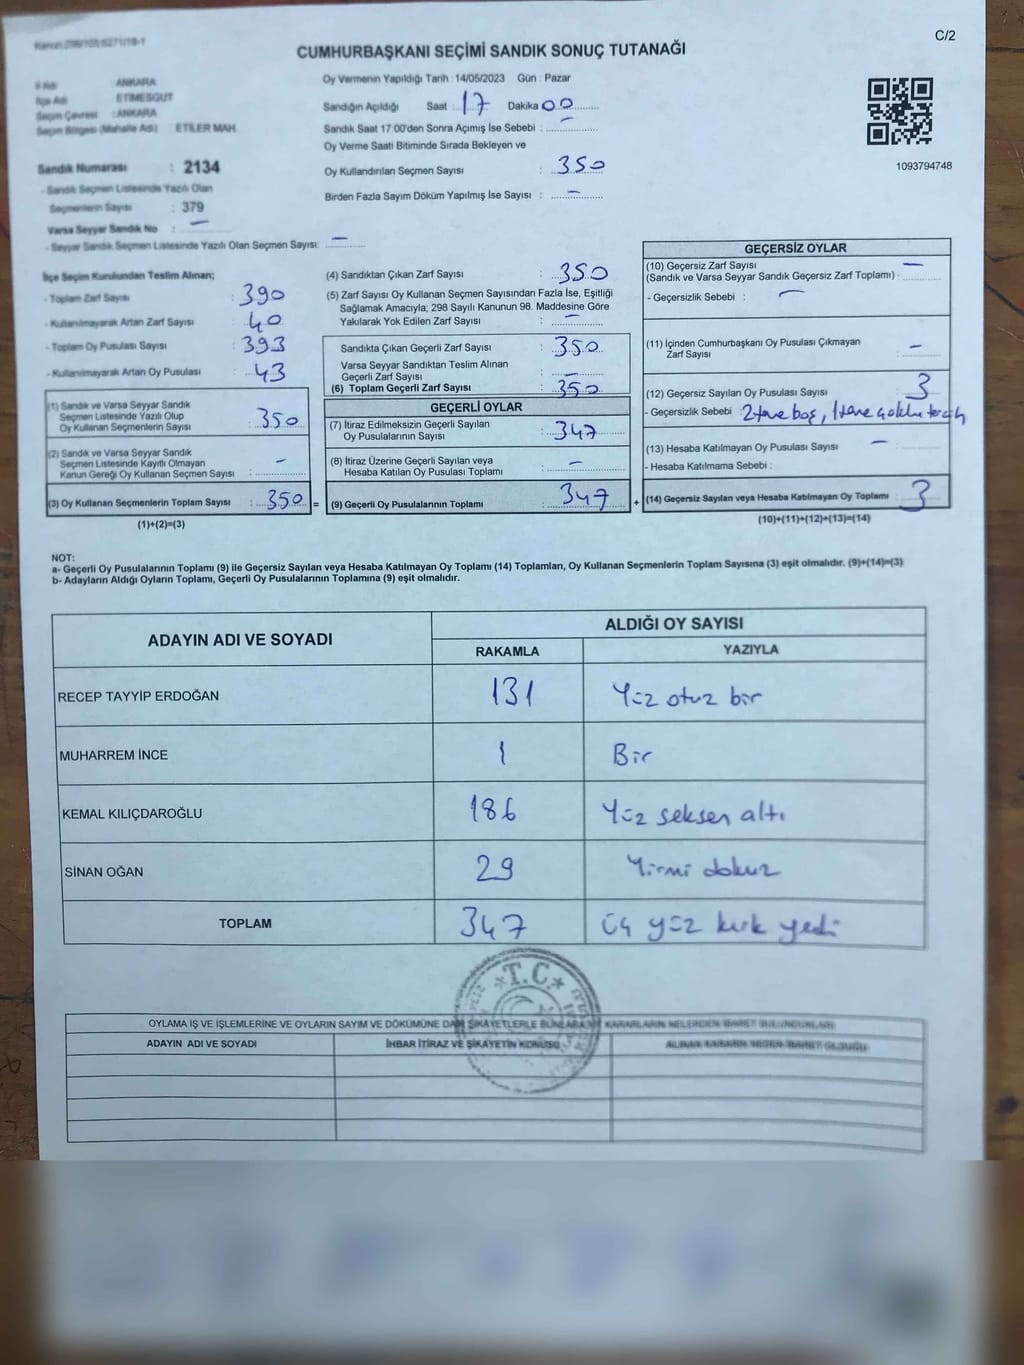 Kanun:298/105;6271/18-1
C/2
CUMHURBAŞKANI SEÇİMİ SANDIK SONUÇ TUTANAĞI
İl Adı : ANKARA
İlçe Adı : ETİMESGUT
Seçim Çevresi : ANKARA
Seçim Bölgesi (Mahalle Adı) : ETİLER MAH.
Oy Vermenin Yapıldığı Tarih : 14/05/2023 Gün : Pazar
Sandığın Açıldığı Saat : 17 Dakika 00
Sandık Saat 17:00'den Sonra Açımış İse Sebebi : –
Oy Verme Saati Bitiminde Sırada Bekleyen ve
Oy Kullandırılan Seçmen Sayısı : 350
Birden Fazla Sayım Döküm Yapılmış İse Sayısı : –
1093794748
Sandık Numarası : 2134
- Sandık Seçmen Listesinde Yazılı Olan
Seçmenlerin Sayısı : 379
Varsa Seyyar Sandık No : –
- Seyyar Sandık Seçmen Listesinde Yazılı Olan Seçmen Sayısı: –
İlçe Seçim Kurulundan Teslim Alınan;
- Toplam Zarf Sayısı : 390
- Kullanılmayarak Artan Zarf Sayısı : 40
- Toplam Oy Pusulası Sayısı : 393
- Kullanılmayarak Artan Oy Pusulası : 43
(1) Sandık ve Varsa Seyyar Sandık
Seçmen Listesinde Yazılı Olup
Oy Kullanan Seçmenlerin Sayısı : 350
(2) Sandık ve Varsa Seyyar Sandık
Seçmen Listesinde Kayıtlı Olmayan
Kanun Gereği Oy Kullanan Seçmen Sayısı : –
(3) Oy Kullanan Seçmenlerin Toplam Sayısı : 350 =
(1)+(2)=(3)
(4) Sandıktan Çıkan Zarf Sayısı : 350
(5) Zarf Sayısı Oy Kullanan Seçmen Sayısından Fazla İse, Eşitliği
Sağlamak Amacıyla; 298 Sayılı Kanunun 98. Maddesine Göre
Yakılarak Yok Edilen Zarf Sayısı : –
Sandıkta Çıkan Geçerli Zarf Sayısı : 350
Varsa Seyyar Sandıktan Teslim Alınan
Geçerli Zarf Sayısı : –
(6) Toplam Geçerli Zarf Sayısı : 350
GEÇERLİ OYLAR
(7) İtiraz Edilmeksizin Geçerli Sayılan
Oy Pusulalarının Sayısı : 347
(8) İtiraz Üzerine Geçerli Sayılan veya
Hesaba Katılan Oy Pusulası Toplamı : –
(9) Geçerli Oy Pusulalarının Toplamı : 347 +
GEÇERSİZ OYLAR
(10) Geçersiz Zarf Sayısı –
(Sandık ve Varsa Seyyar Sandık Geçersiz Zarf Toplamı) :
- Geçersizlik Sebebi : –
(11) İçinden Cumhurbaşkanı Oy Pusulası Çıkmayan
Zarf Sayısı : –
(12) Geçersiz Sayılan Oy Pusulası Sayısı : 3
- Geçersizlik Sebebi : 2 tane boş, 1 tane çoklu tercih
(13) Hesaba Katılmayan Oy Pusulası Sayısı : –
- Hesaba Katılmama Sebebi :
(14) Geçersiz Sayılan veya Hesaba Katılmayan Oy Toplamı : 3
(10)+(11)+(12)+(13)=(14)
NOT:
a- Geçerli Oy Pusulalarının Toplamı (9) ile Geçersiz Sayılan veya Hesaba Katılmayan Oy Toplamı (14) Toplamları, Oy Kullanan Seçmenlerin Toplam Sayısına (3) eşit olmalıdır. (9)+(14)=(3)
b- Adayların Aldığı Oyların Toplamı, Geçerli Oy Pusulalarının Toplamına (9) eşit olmalıdır.
ADAYIN ADI VE SOYADI
ALDIĞI OY SAYISI
RAKAMLA YAZIYLA
RECEP TAYYİP ERDOĞAN 131 Yüz otuz bir
MUHARREM İNCE 1 Bir
KEMAL KILIÇDAROĞLU 186 Yüz seksen altı
SİNAN OĞAN 29 Yirmi dokuz
TOPLAM 347 üç yüz kırk yedi
T.C.
OYLAMA İŞ VE İŞLEMLERİNE VE OYLARIN SAYIM VE DÖKÜMÜNE DAİR ŞİKAYETLERLE BUNLARA AİT KARARLARIN NELERDEN İBARET BULUNDUKLARI
ADAYIN ADI VE SOYADI İHBAR İTİRAZ VE ŞİKAYETİN KONUSU ALINAN KARARIN NEDEN İBARET OLDUĞU